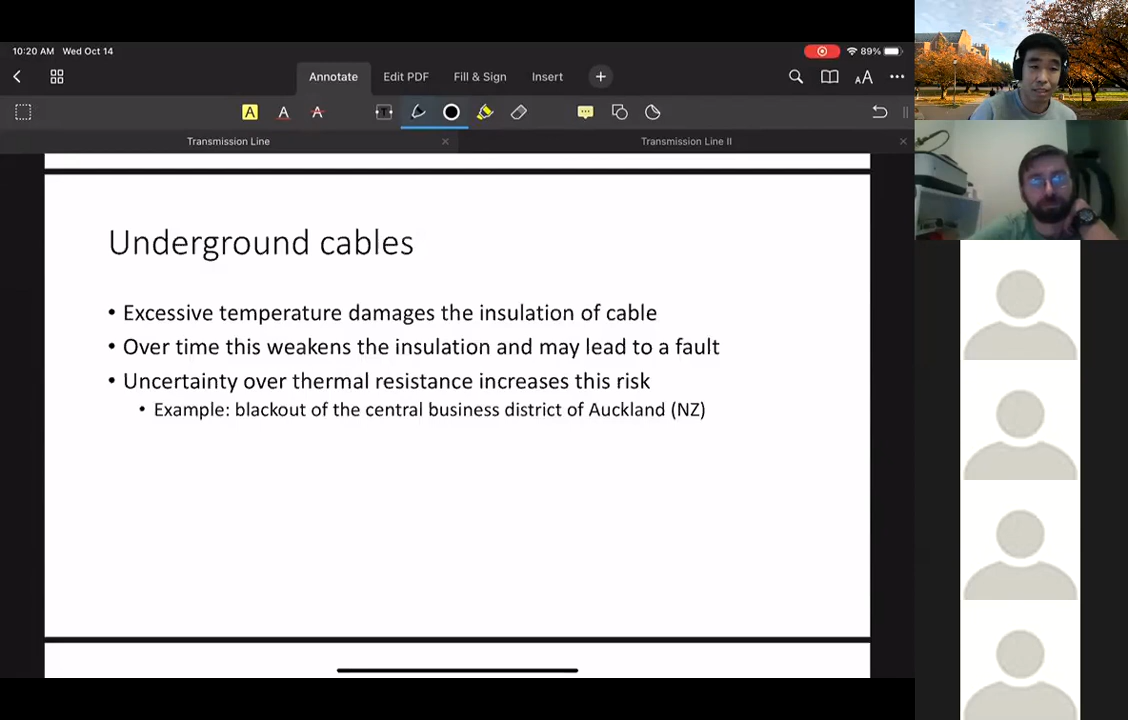 10:20 AM Wed Oct 14
89%
Annotate Edit PDF Fill & Sign Insert
A A A T AA
Transmission Line Transmission Line II
Underground cables
• Excessive temperature damages the insulation of cable
• Over time this weakens the insulation and may lead to a fault
• Uncertainty over thermal resistance increases this risk
• Example: blackout of the central business district of Auckland (NZ)